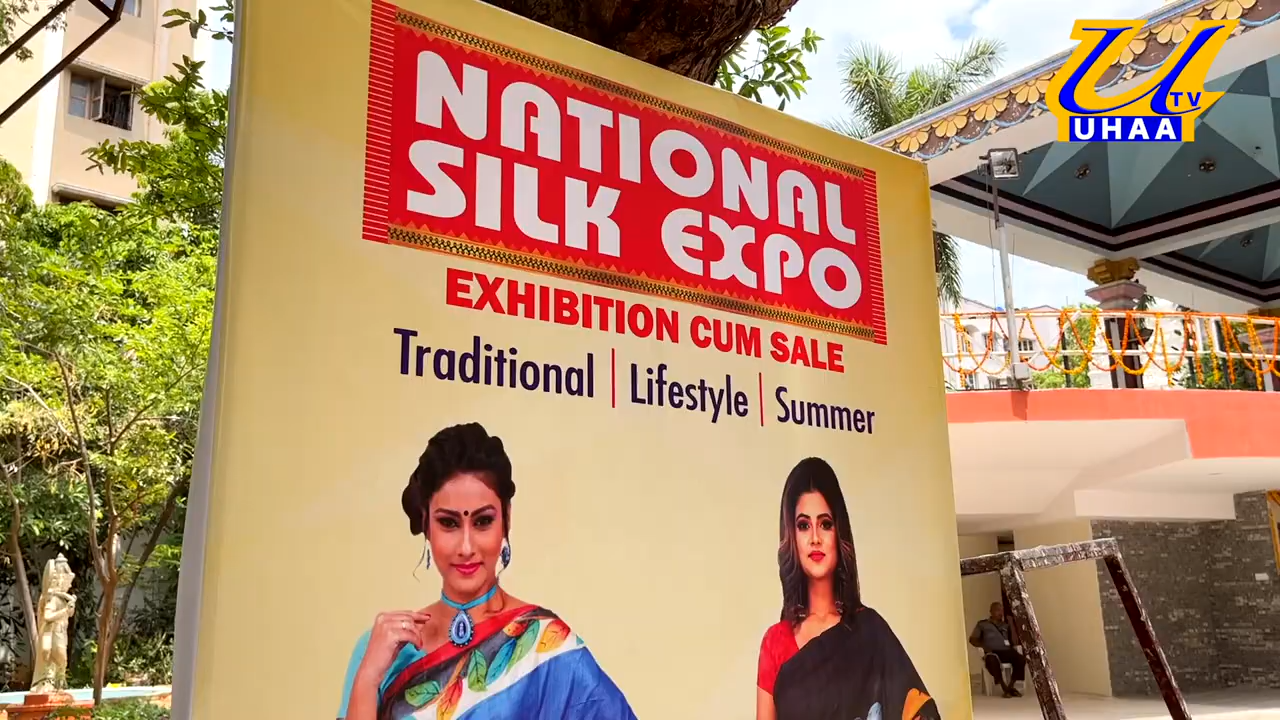 NATIONAL
SILK EXPO
EXHIBITION CUM SALE
Traditional | Lifestyle | Summer
U TV
UHAA